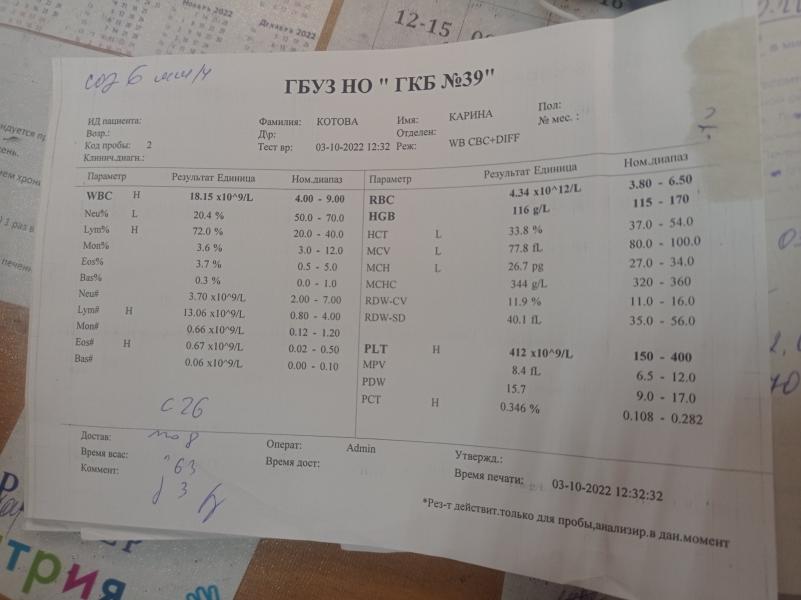 Ноябрь 2022
Декабрь 2022
12-15
соэ 6 мм/ч
ГБУЗ НО " ГКБ №39"
ИД пациента:
Фамилия: КОТОВА
Имя: КАРИНА
Пол:
Возр.:
Д\р:
Отделен:
№ мес. :
Код пробы: 2
Тест вр: 03-10-2022 12:32
Реж: WB CBC+DIFF
Клинич.диагн.:
Параметр Результат Единица Ном.диапаз
WBC H 18.15 x10^9/L 4.00 - 9.00
Neu% L 20.4 % 50.0 - 70.0
Lym% H 72.0 % 20.0 - 40.0
Mon% 3.6 % 3.0 - 12.0
Eos% 3.7 % 0.5 - 5.0
Bas% 0.3 % 0.0 - 1.0
Neu# 3.70 x10^9/L 2.00 - 7.00
Lym# H 13.06 x10^9/L 0.80 - 4.00
Mon# 0.66 x10^9/L 0.12 - 1.20
Eos# H 0.67 x10^9/L 0.02 - 0.50
Bas# 0.06 x10^9/L 0.00 - 0.10
Параметр Результат Единица Ном.диапаз
RBC 4.34 x10^12/L 3.80 - 6.50
HGB 116 g/L 115 - 170
HCT L 33.8 % 37.0 - 54.0
MCV L 77.8 fL 80.0 - 100.0
MCH L 26.7 pg 27.0 - 34.0
MCHC 344 g/L 320 - 360
RDW-CV 11.9 % 11.0 - 16.0
RDW-SD 40.1 fL 35.0 - 56.0
PLT H 412 x10^9/L 150 - 400
MPV 8.4 fL 6.5 - 12.0
PDW 15.7 9.0 - 17.0
PCT H 0.346 % 0.108 - 0.282
с 26
63
3
Достав:
Операт: Admin
Утвержд.:
Время всас:
Время дост:
Время печати: 03-10-2022 12:32:32
Коммент:
*Рез-т действит.только для пробы,анализир.в дан.момент
трия